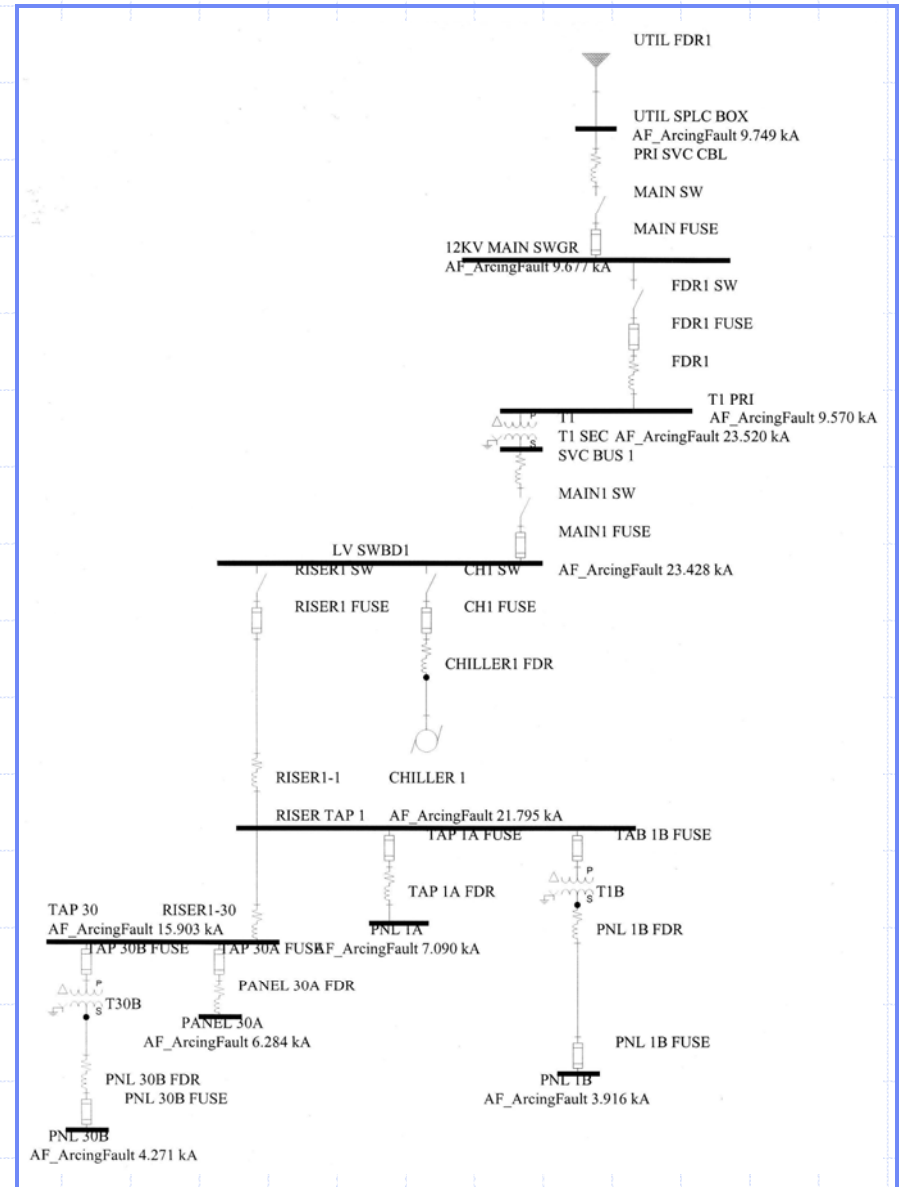 UTIL FDR1
UTIL SPLC BOX
AF_ArcingFault 9.749 kA
PRI SVC CBL
MAIN SW
MAIN FUSE
12KV MAIN SWGR
AF_ArcingFault 9.677 kA
FDR1 SW
FDR1 FUSE
FDR1
T1 PRI
AF_ArcingFault 9.570 kA
P
T1
T1 SEC AF_ArcingFault 23.520 kA
S
SVC BUS 1
MAIN1 SW
MAIN1 FUSE
LV SWBD1
AF_ArcingFault 23.428 kA
RISER1 SW
CH1 SW
RISER1 FUSE
CH1 FUSE
CHILLER1 FDR
RISER1-1
CHILLER 1
RISER TAP 1
AF_ArcingFault 21.795 kA
TAP 1A FUSE
TAB 1B FUSE
P
TAP 1A FDR
T1B
S
TAP 30
RISER1-30
AF_ArcingFault 15.903 kA
PNL 1A
AF_ArcingFault 7.090 kA
PNL 1B FDR
TAP 30B FUSE
TAP 30A FUSE
P
PANEL 30A FDR
T30B
S
PANEL 30A
AF_ArcingFault 6.284 kA
PNL 1B FUSE
PNL 30B FDR
PNL 30B FUSE
PNL 1B
AF_ArcingFault 3.916 kA
PNL 30B
AF_ArcingFault 4.271 kA